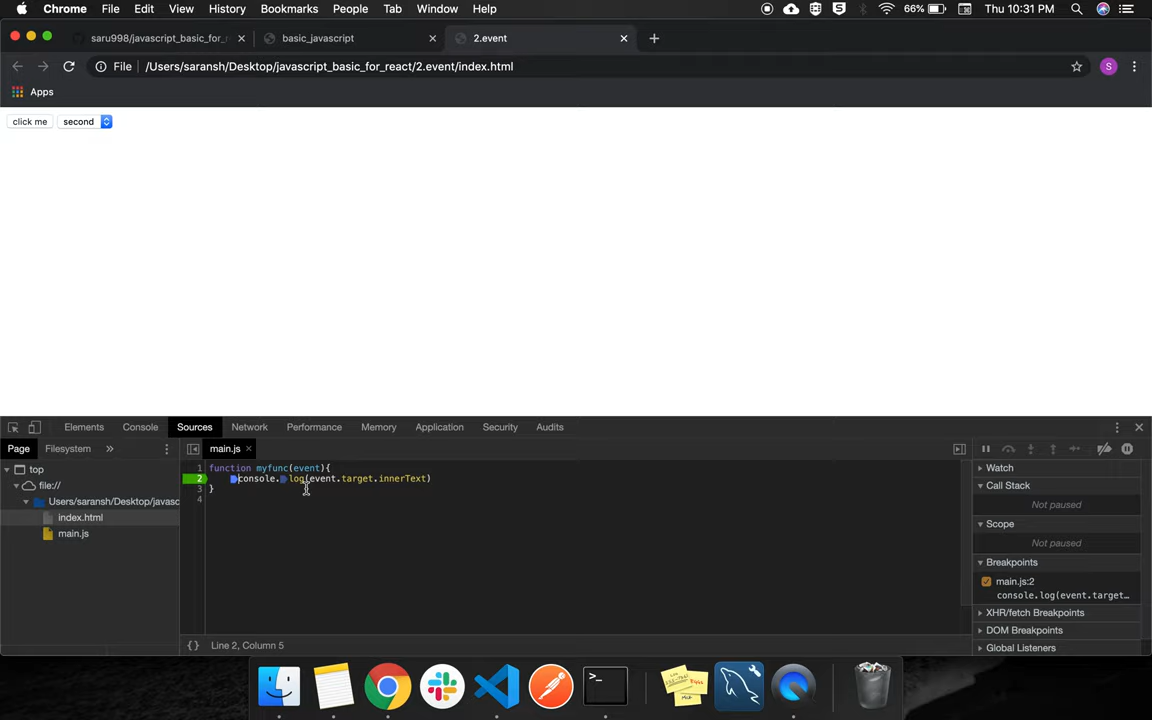 Chrome File Edit View History Bookmarks People Tab Window Help 66% Thu 10:31 PM
saru998/javascript_basic_for_r basic_javascript 2.event
File /Users/saransh/Desktop/javascript_basic_for_react/2.event/index.html S
Apps
click me second
Elements Console Sources Network Performance Memory Application Security Audits
Page Filesystem » main.js
top
file://
Users/saransh/Desktop/javasc
index.html
main.js
1 function myfunc(event){
2 console.log(event.target.innerText)
3 }
4
{} Line 2, Column 5
Watch
Call Stack
Not paused
Scope
Not paused
Breakpoints
main.js:2
console.log(event.target…
XHR/fetch Breakpoints
DOM Breakpoints
Global Listeners